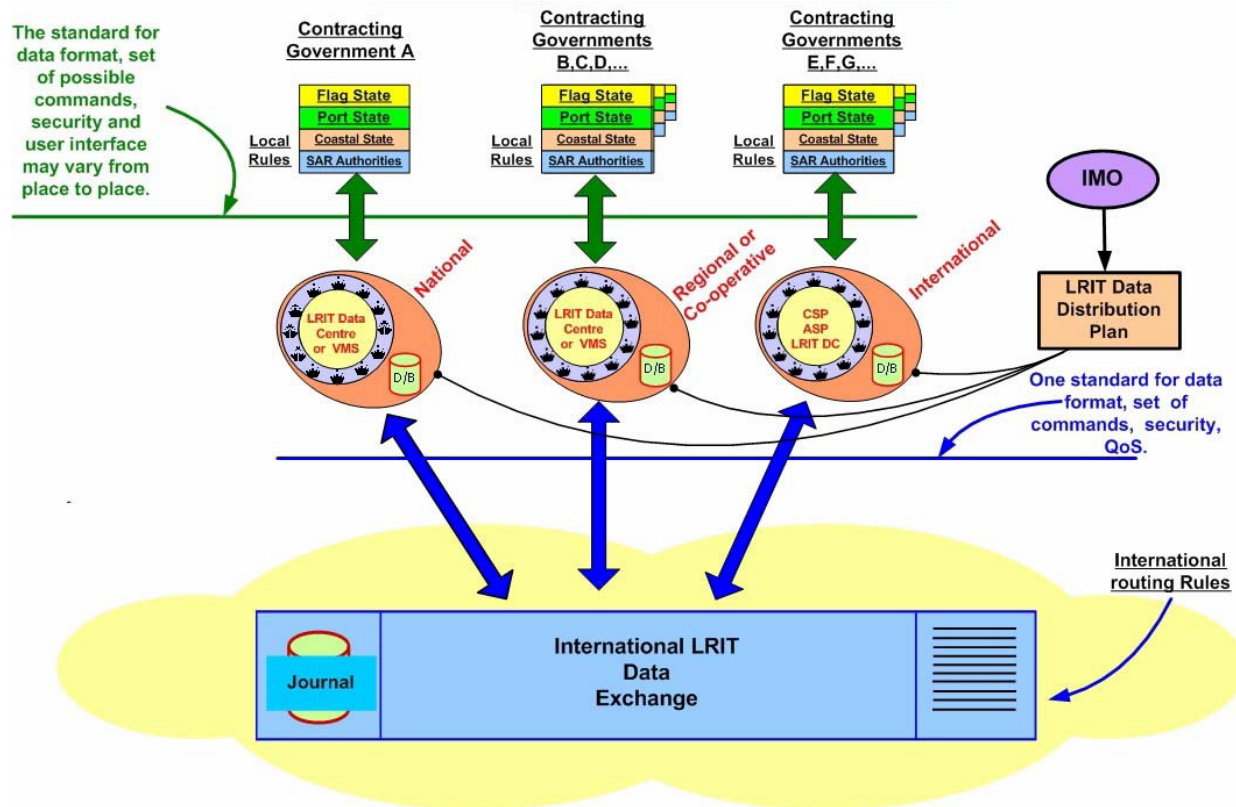 The standard for
data format, set
of possible
commands,
security and
user interface
may vary from
place to place.
Contracting
Government A
Flag State
Port State
Coastal State
SAR Authorities
Local
Rules
Contracting
Governments
B,C,D,...
Flag State
Port State
Coastal State
SAR Authorities
Local
Rules
Contracting
Governments
E,F,G,...
Flag State
Port State
Coastal State
SAR Authorities
Local
Rules
IMO
LRIT Data
Distribution
Plan
National
LRIT Data
Centre
or VMS
D/B
Regional or
Co-operative
LRIT Data
Centre
or VMS
D/B
International
CSP
ASP
LRIT DC
D/B
One standard for data
format, set of
commands, security,
QoS.
International
routing Rules
Journal
International LRIT
Data
Exchange